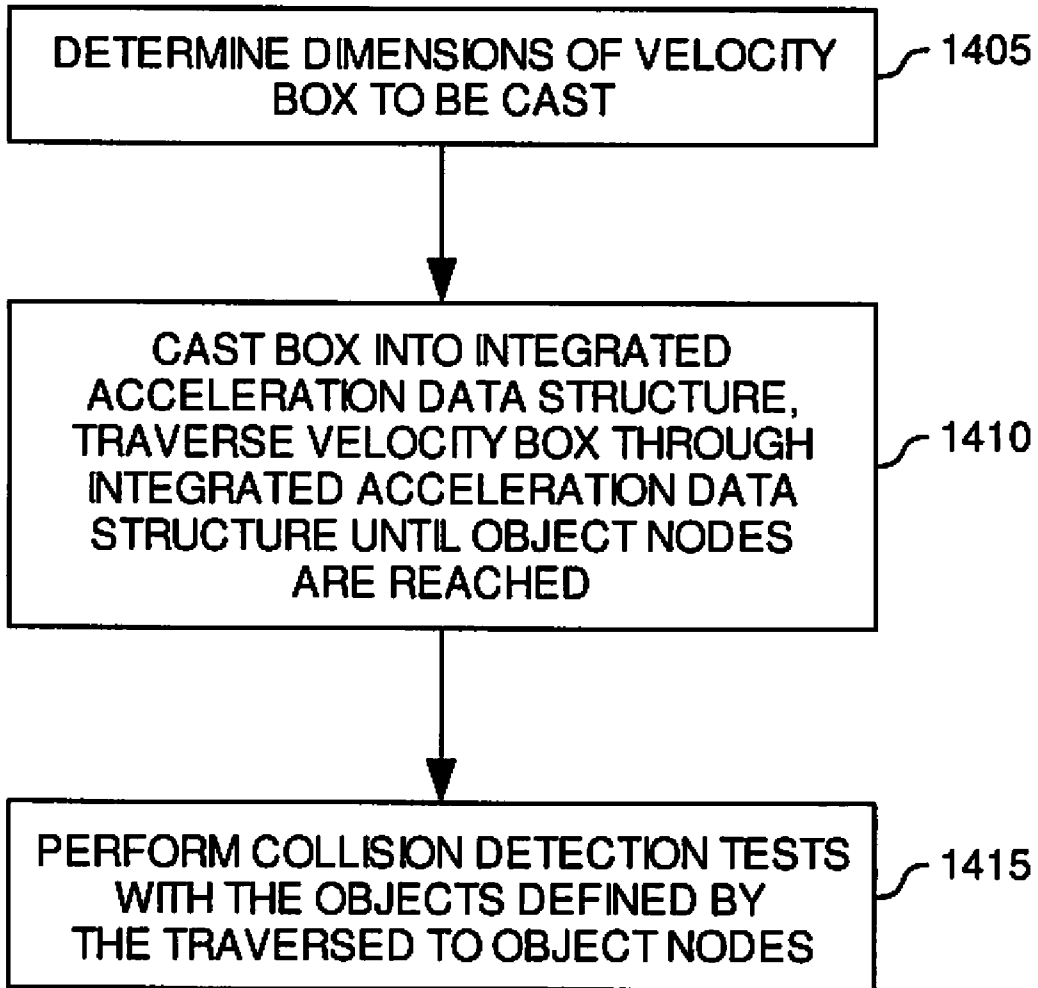 DETERMINE DIMENSIONS OF VELOCITY
BOX TO BE CAST
1405
CAST BOX INTO INTEGRATED
ACCELERATION DATA STRUCTURE,
TRAVERSE VELOCITY BOX THROUGH
INTEGRATED ACCELERATION DATA
STRUCTURE UNTIL OBJECT NODES
ARE REACHED
1410
PERFORM COLLISION DETECTION TESTS
WITH THE OBJECTS DEFINED BY
THE TRAVERSED TO OBJECT NODES
1415